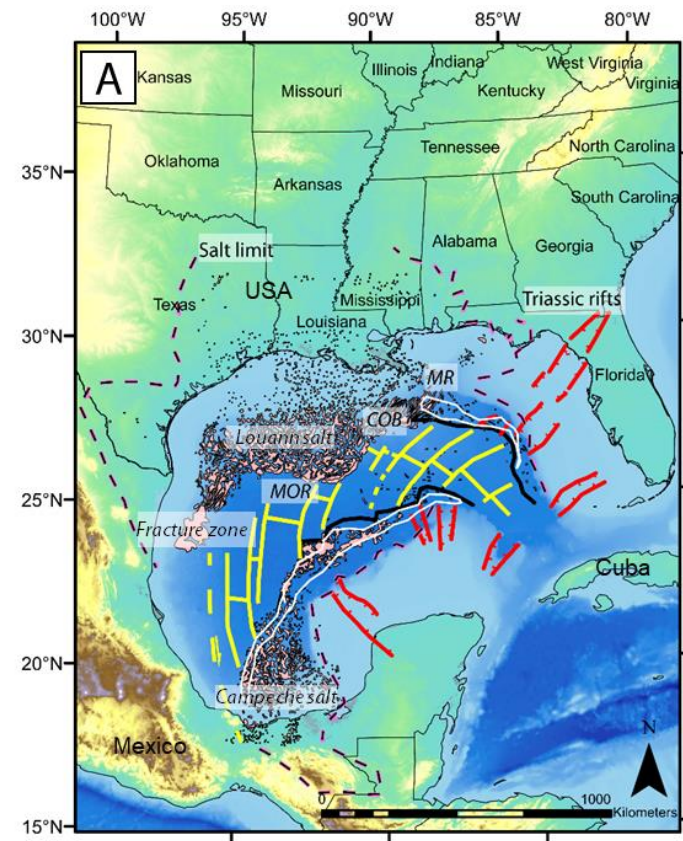 A
100°W 95°W 90°W 85°W 80°W
Kansas
Missouri
Illinois
Indiana
West Virginia
Virginia
Kentucky
35°N
Oklahoma
Arkansas
Tennessee
North Carolina
South Carolina
Salt limit
Alabama
Georgia
Texas
USA
Mississippi
Triassic rifts
Louisiana
30°N
Florida
MR
COB
Louann salt
25°N
MOR
Fracture zone
Cuba
20°N
Campeche salt
Mexico
N
0 1000
Kilometers
15°N